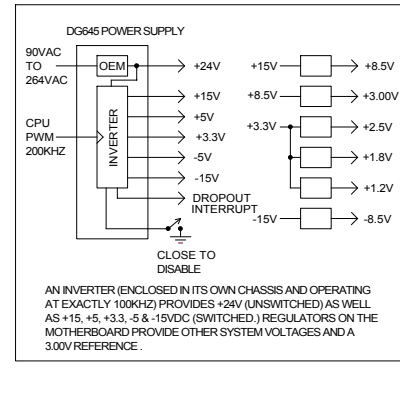 DG645 POWER SUPPLY
90VAC
TO
264VAC
OEM
+24V
+15V
+5V
+3.3V
-5V
-15V
CPU
PWM
200KHZ
INVERTER
DROPOUT
INTERRUPT
CLOSE TO
DISABLE
+15V
+8.5V
+8.5V
+3.00V
+3.3V
+2.5V
+1.8V
+1.2V
-15V
-8.5V
AN INVERTER (ENCLOSED IN ITS OWN CHASSIS AND OPERATING
AT EXACTLY 100KHZ) PROVIDES +24V (UNSWITCHED) AS WELL
AS +15, +5, +3.3, -5 & -15VDC (SWITCHED.) REGULATORS ON THE
MOTHERBOARD PROVIDE OTHER SYSTEM VOLTAGES AND A
3.00V REFERENCE .